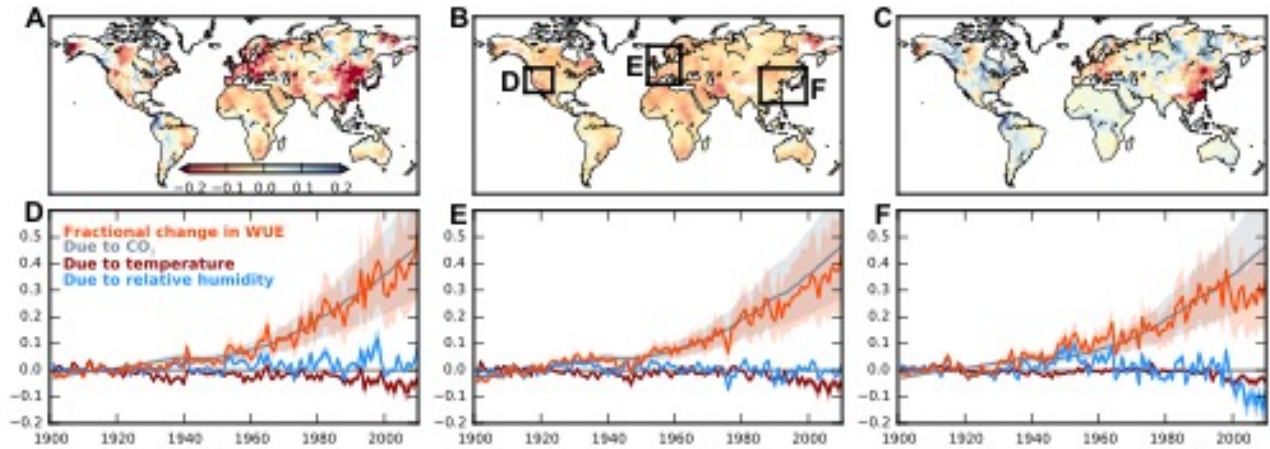 A B C
D E F
−0.2 −0.1 0.0 0.1 0.2
D E F
Fractional change in WUE
Due to CO₂
Due to temperature
Due to relative humidity
0.5 0.5 0.5
0.4 0.4 0.4
0.3 0.3 0.3
0.2 0.2 0.2
0.1 0.1 0.1
0.0 0.0 0.0
−0.1 −0.1 −0.1
−0.2 −0.2 −0.2
1900 1920 1940 1960 1980 2000 1900 1920 1940 1960 1980 2000 1900 1920 1940 1960 1980 2000